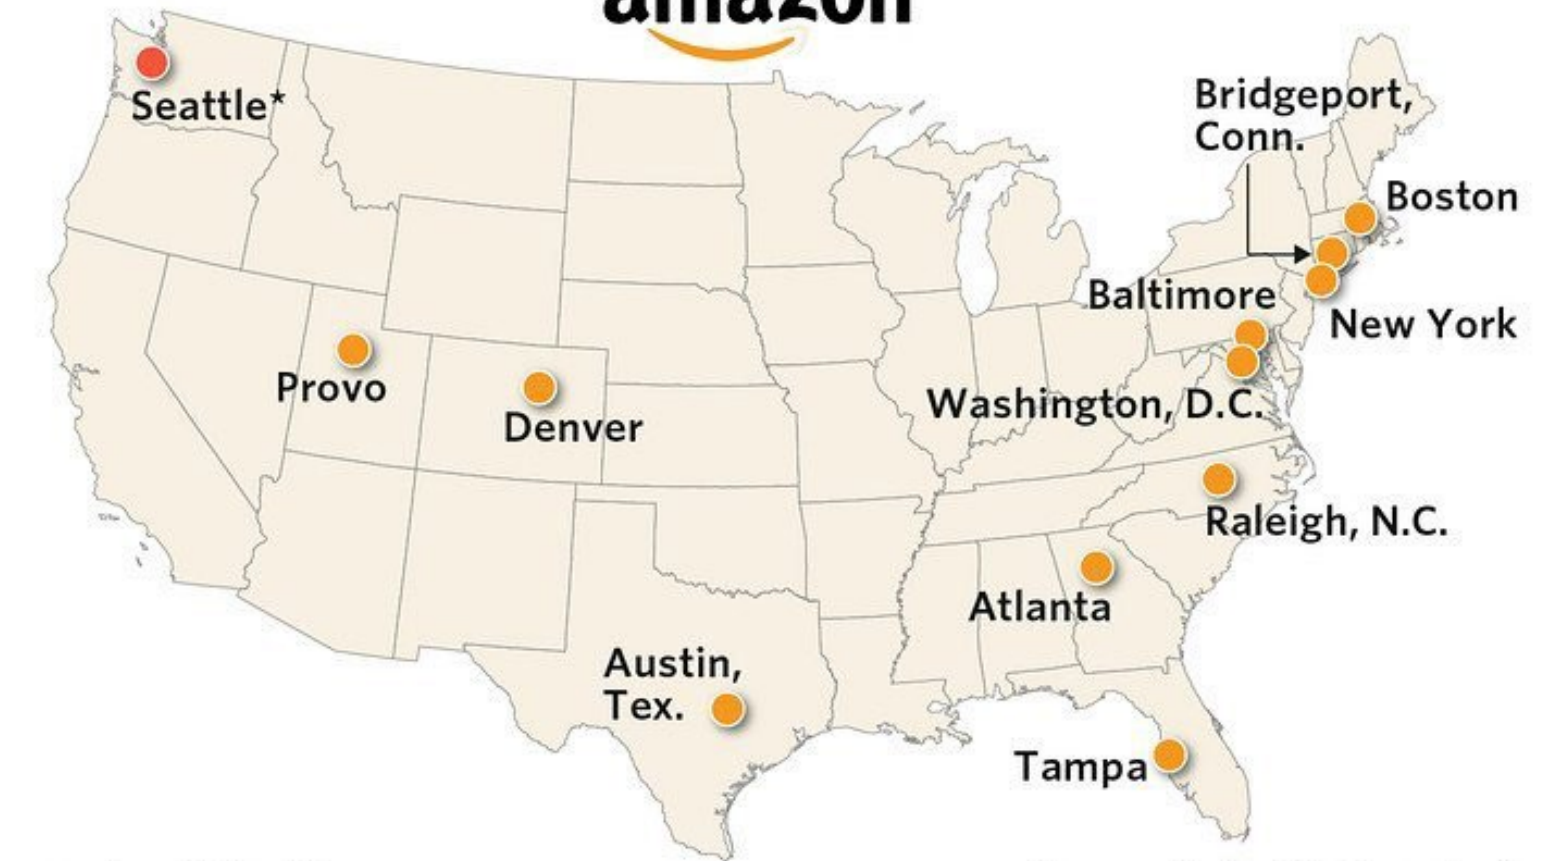 amazon
Seattle*
Bridgeport,
Conn.
Boston
Baltimore
New York
Provo
Denver
Washington, D.C.
Raleigh, N.C.
Atlanta
Austin,
Tex.
Tampa